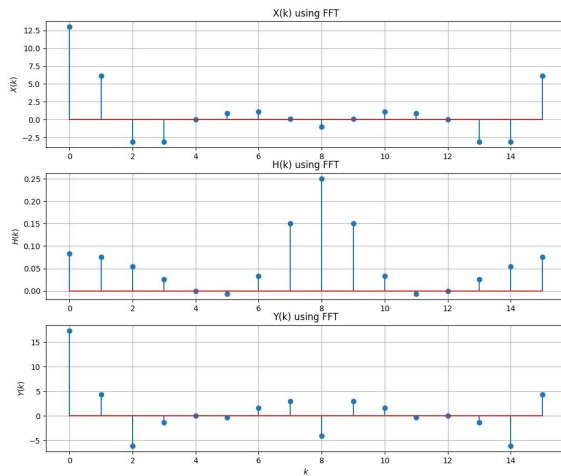 X(k) using FFT
12.5
10.0
7.5
5.0
2.5
0.0
−2.5
X(k)
0 2 4 6 8 10 12 14
H(k) using FFT
0.25
0.20
0.15
0.10
0.05
0.00
H(k)
0 2 4 6 8 10 12 14
Y(k) using FFT
15
10
5
0
−5
Y(k)
0 2 4 6 8 10 12 14
k